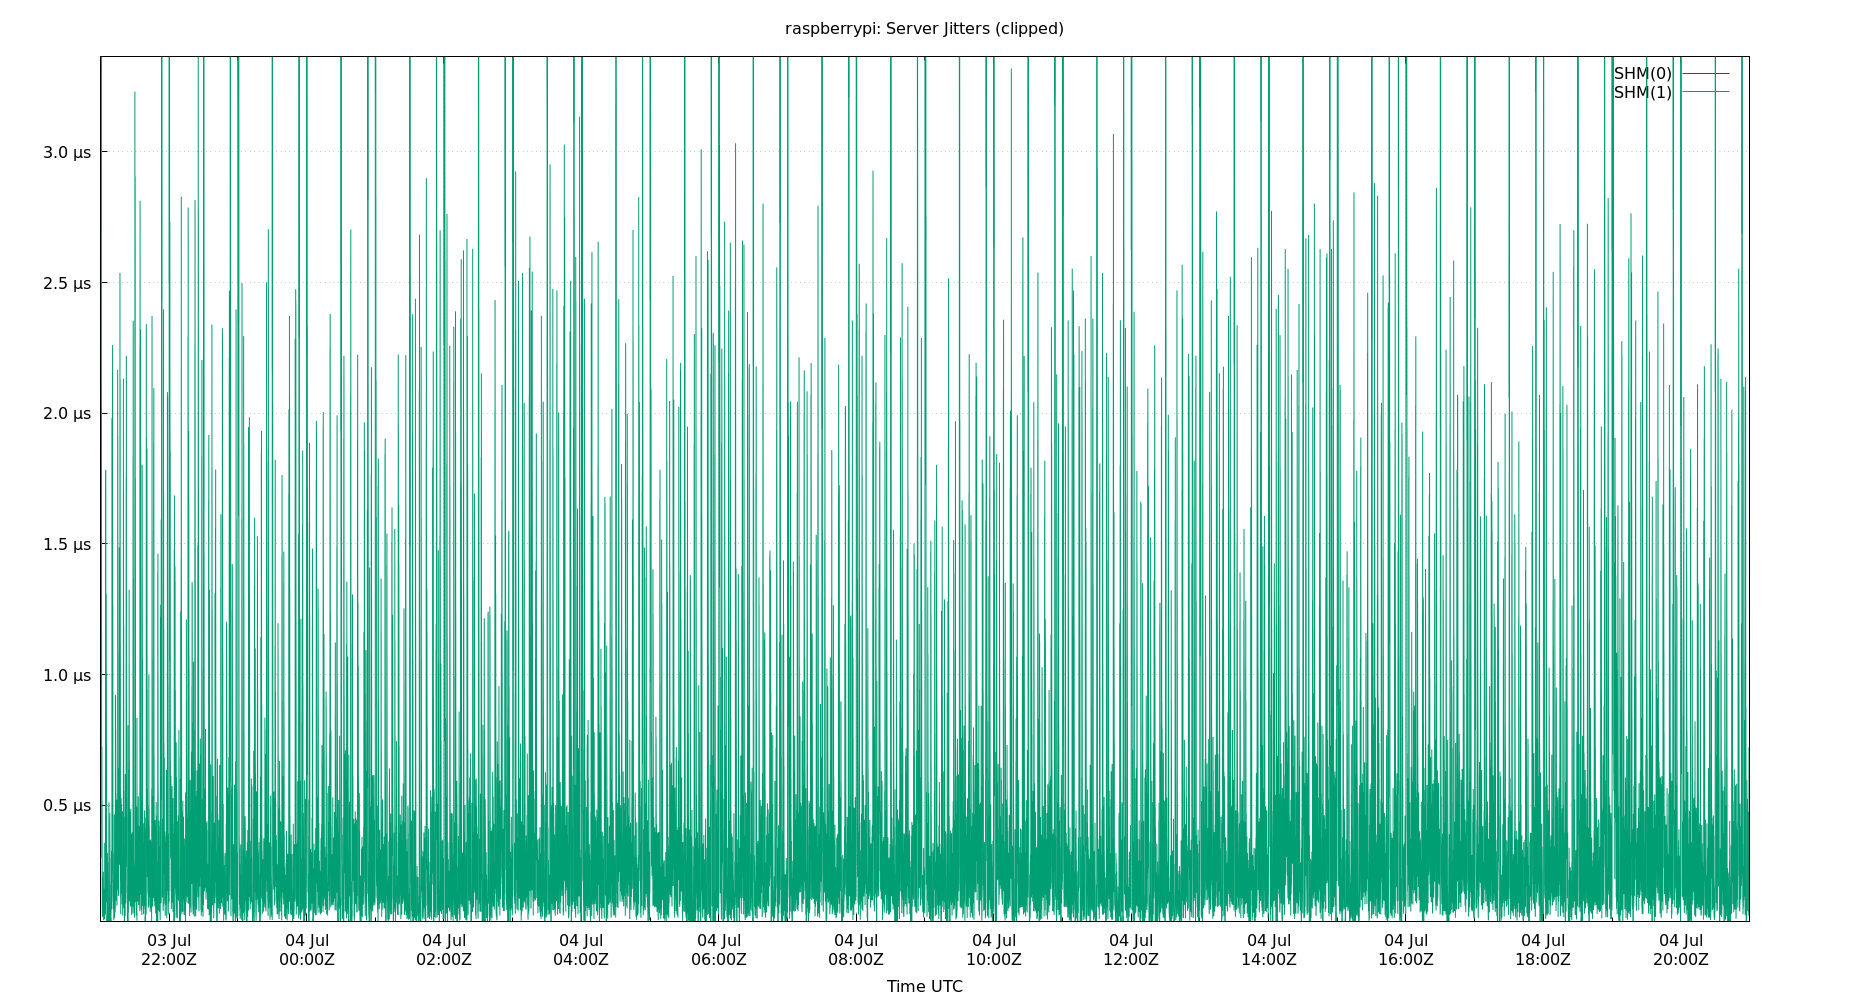 raspberrypi: Server Jitters (clipped)
SHM(0)
SHM(1)
3.0 µs
2.5 µs
2.0 µs
1.5 µs
1.0 µs
0.5 µs
03 Jul 04 Jul 04 Jul 04 Jul 04 Jul 04 Jul 04 Jul 04 Jul 04 Jul 04 Jul 04 Jul 04 Jul
22:00Z 00:00Z 02:00Z 04:00Z 06:00Z 08:00Z 10:00Z 12:00Z 14:00Z 16:00Z 18:00Z 20:00Z
Time UTC